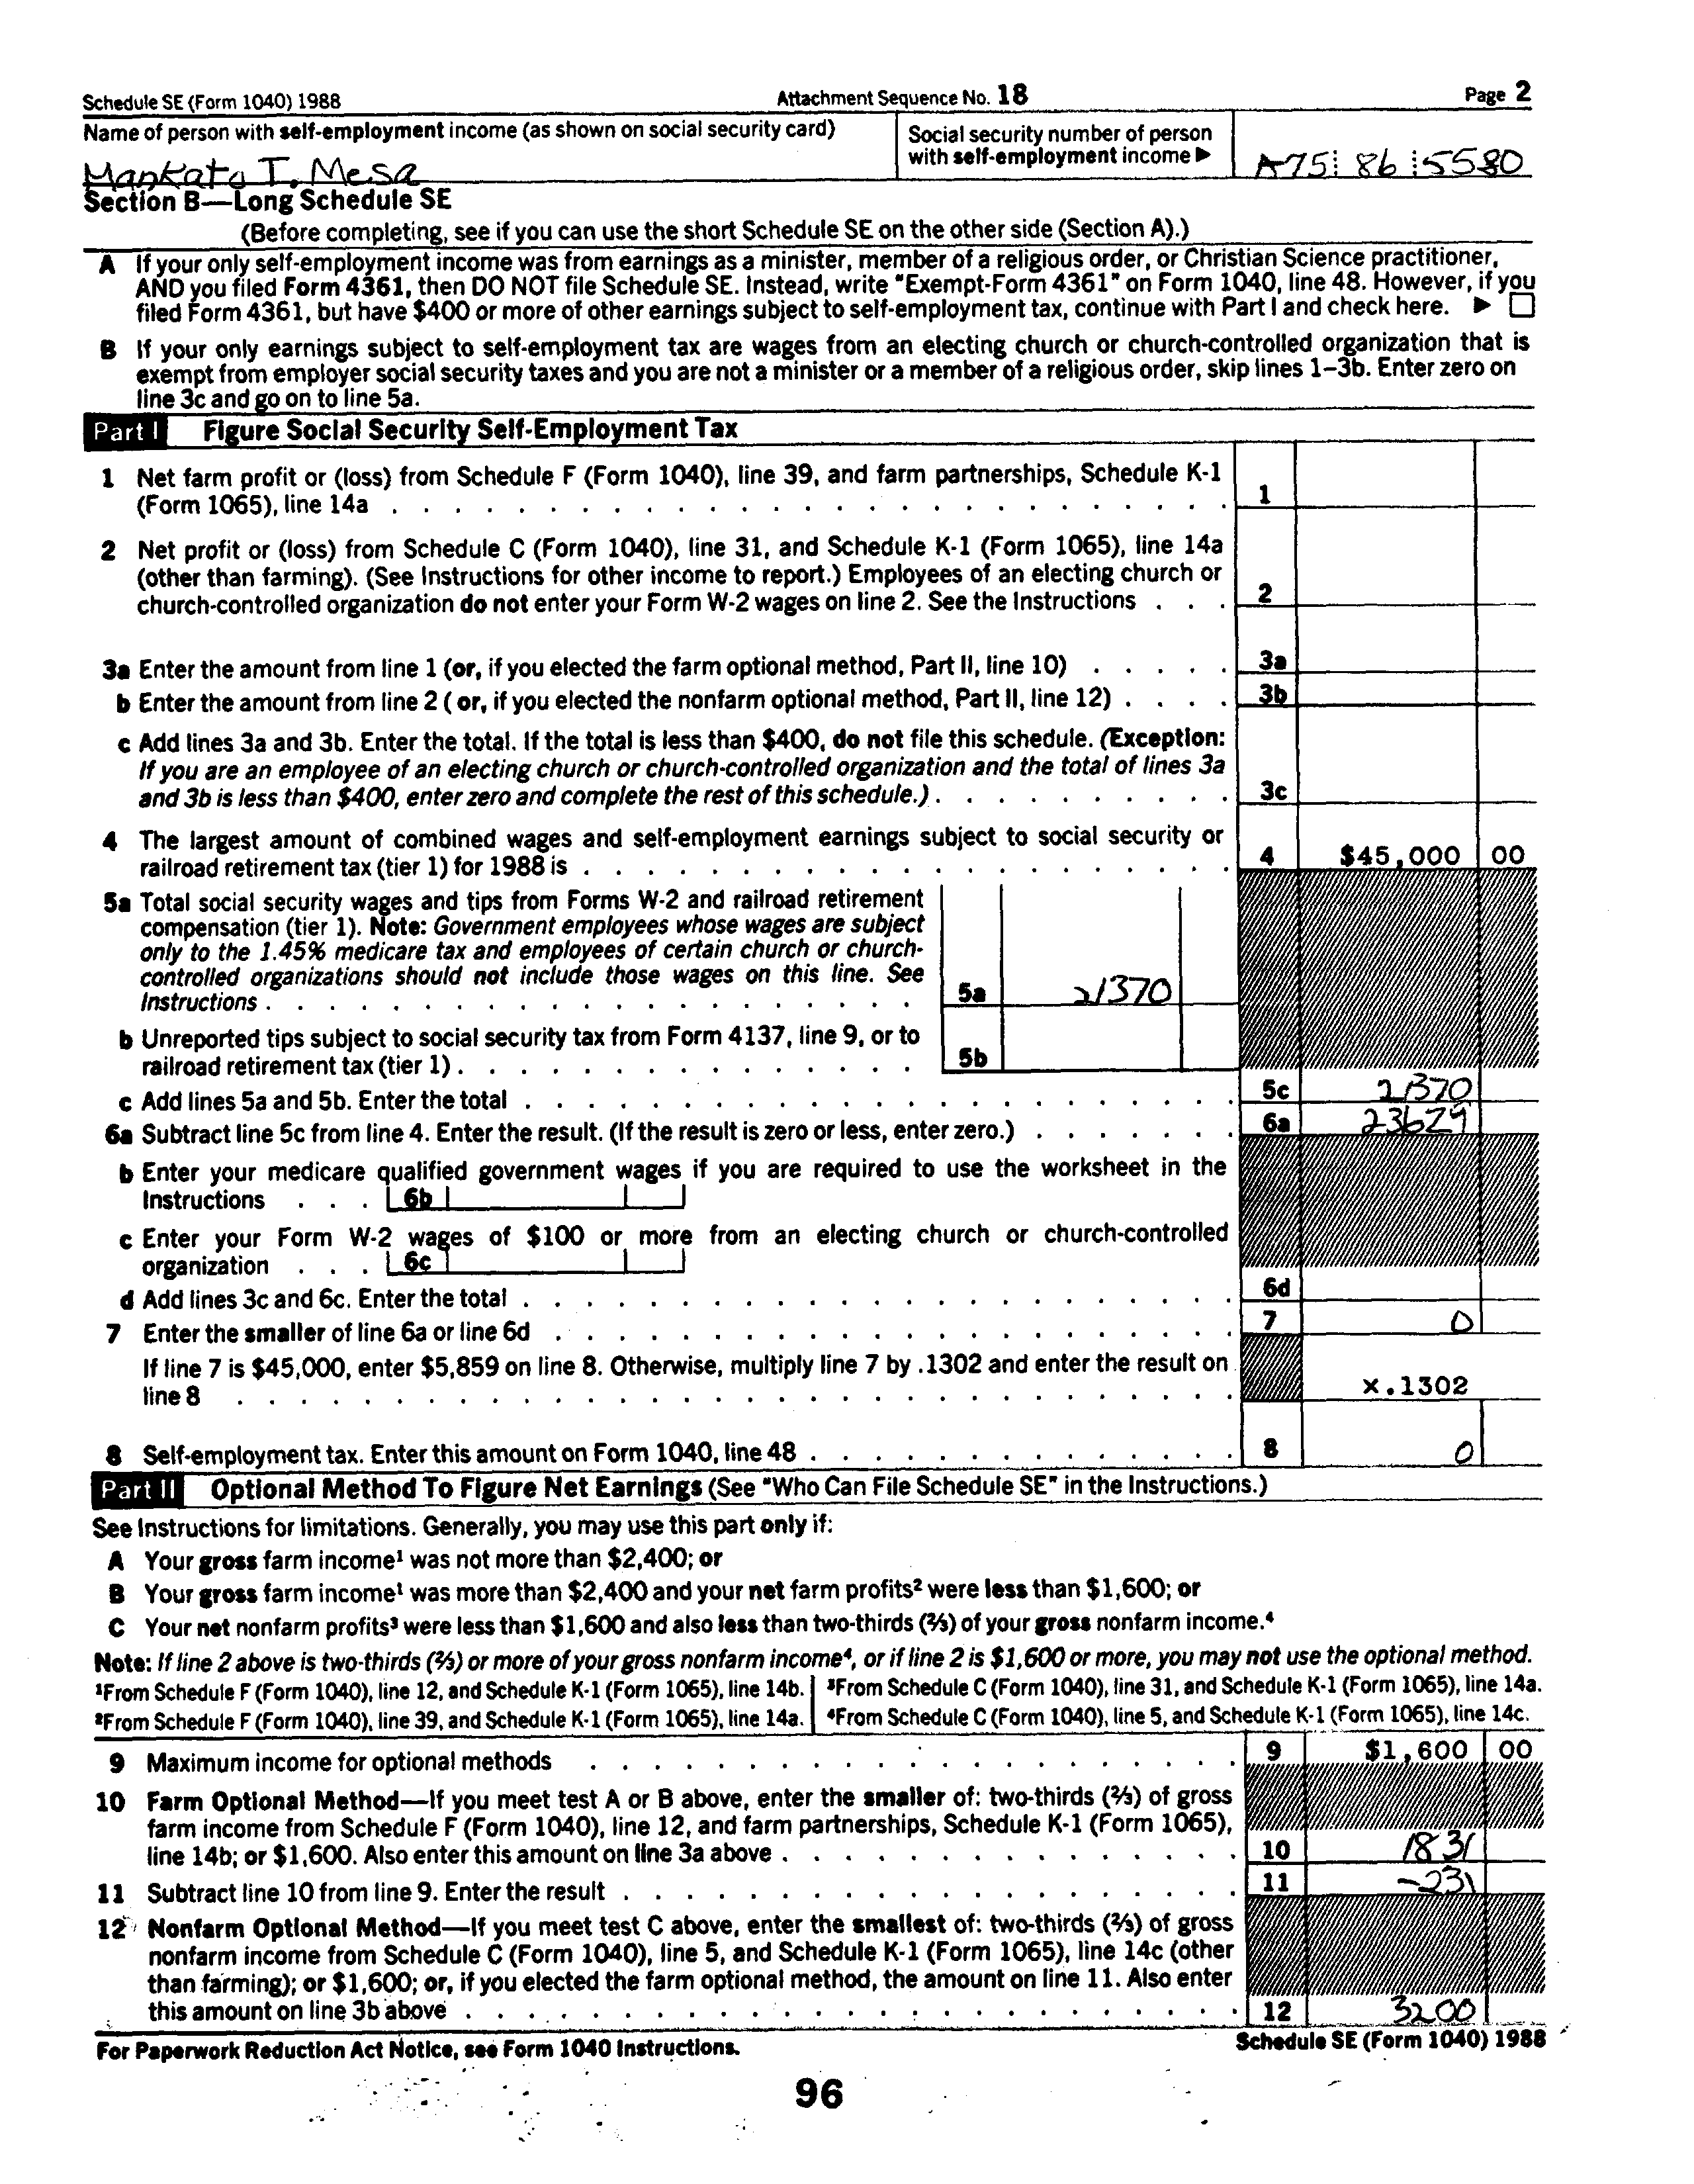 Schedule SE (Form 1040) 1988 Attachment Sequence No. 18 Page 2
Name of person with self-employment income (as shown on social security card)
Mankato T. Mesa
Social security number of person
with self-employment income ▶ A75 86 5580
Section B—Long Schedule SE
(Before completing, see if you can use the short Schedule SE on the other side (Section A).)
A If your only self-employment income was from earnings as a minister, member of a religious order, or Christian Science practitioner,
AND you filed Form 4361, then DO NOT file Schedule SE. Instead, write "Exempt-Form 4361" on Form 1040, line 48. However, if you
filed Form 4361, but have $400 or more of other earnings subject to self-employment tax, continue with Part I and check here. ▶ ☐
B If your only earnings subject to self-employment tax are wages from an electing church or church-controlled organization that is
exempt from employer social security taxes and you are not a minister or a member of a religious order, skip lines 1–3b. Enter zero on
line 3c and go on to line 5a.
Part I Figure Social Security Self-Employment Tax
1 Net farm profit or (loss) from Schedule F (Form 1040), line 39, and farm partnerships, Schedule K-1
(Form 1065), line 14a . . . 1
2 Net profit or (loss) from Schedule C (Form 1040), line 31, and Schedule K-1 (Form 1065), line 14a
(other than farming). (See Instructions for other income to report.) Employees of an electing church or
church-controlled organization do not enter your Form W-2 wages on line 2. See the Instructions . . . 2
3a Enter the amount from line 1 (or, if you elected the farm optional method, Part II, line 10) . . . . . 3a
b Enter the amount from line 2 ( or, if you elected the nonfarm optional method, Part II, line 12) . . . . 3b
c Add lines 3a and 3b. Enter the total. If the total is less than $400, do not file this schedule. (Exception:
If you are an employee of an electing church or church-controlled organization and the total of lines 3a
and 3b is less than $400, enter zero and complete the rest of this schedule.) . . . 3c
4 The largest amount of combined wages and self-employment earnings subject to social security or
railroad retirement tax (tier 1) for 1988 is . . . 4 $45,000 00
5a Total social security wages and tips from Forms W-2 and railroad retirement
compensation (tier 1). Note: Government employees whose wages are subject
only to the 1.45% medicare tax and employees of certain church or church-
controlled organizations should not include those wages on this line. See
Instructions . . . 5a 21370
b Unreported tips subject to social security tax from Form 4137, line 9, or to
railroad retirement tax (tier 1) . . . 5b
c Add lines 5a and 5b. Enter the total . . . 5c 21370
6a Subtract line 5c from line 4. Enter the result. (If the result is zero or less, enter zero.) . . . 6a 23629
b Enter your medicare qualified government wages if you are required to use the worksheet in the
Instructions . . . 6b
c Enter your Form W-2 wages of $100 or more from an electing church or church-controlled
organization . . . 6c
d Add lines 3c and 6c. Enter the total . . . 6d
7 Enter the smaller of line 6a or line 6d . . . 7 0
If line 7 is $45,000, enter $5,859 on line 8. Otherwise, multiply line 7 by .1302 and enter the result on
line 8 . . . x.1302
8 Self-employment tax. Enter this amount on Form 1040, line 48 . . . 8 0
Part II Optional Method To Figure Net Earnings (See "Who Can File Schedule SE" in the Instructions.)
See Instructions for limitations. Generally, you may use this part only if:
A Your gross farm income¹ was not more than $2,400; or
B Your gross farm income¹ was more than $2,400 and your net farm profits² were less than $1,600; or
C Your net nonfarm profits³ were less than $1,600 and also less than two-thirds (⅔) of your gross nonfarm income.⁴
Note: If line 2 above is two-thirds (⅔) or more of your gross nonfarm income⁴, or if line 2 is $1,600 or more, you may not use the optional method.
¹From Schedule F (Form 1040), line 12, and Schedule K-1 (Form 1065), line 14b. ³From Schedule C (Form 1040), line 31, and Schedule K-1 (Form 1065), line 14a.
²From Schedule F (Form 1040), line 39, and Schedule K-1 (Form 1065), line 14a. ⁴From Schedule C (Form 1040), line 5, and Schedule K-1 (Form 1065), line 14c.
9 Maximum income for optional methods . . . 9 $1,600 00
10 Farm Optional Method—If you meet test A or B above, enter the smaller of: two-thirds (⅔) of gross
farm income from Schedule F (Form 1040), line 12, and farm partnerships, Schedule K-1 (Form 1065),
line 14b; or $1,600. Also enter this amount on line 3a above . . . 10 1831
11 Subtract line 10 from line 9. Enter the result . . . 11 -231
12 Nonfarm Optional Method—If you meet test C above, enter the smallest of: two-thirds (⅔) of gross
nonfarm income from Schedule C (Form 1040), line 5, and Schedule K-1 (Form 1065), line 14c (other
than farming); or $1,600; or, if you elected the farm optional method, the amount on line 11. Also enter
this amount on line 3b above . . . 12 3200
For Paperwork Reduction Act Notice, see Form 1040 Instructions. Schedule SE (Form 1040) 1988
96